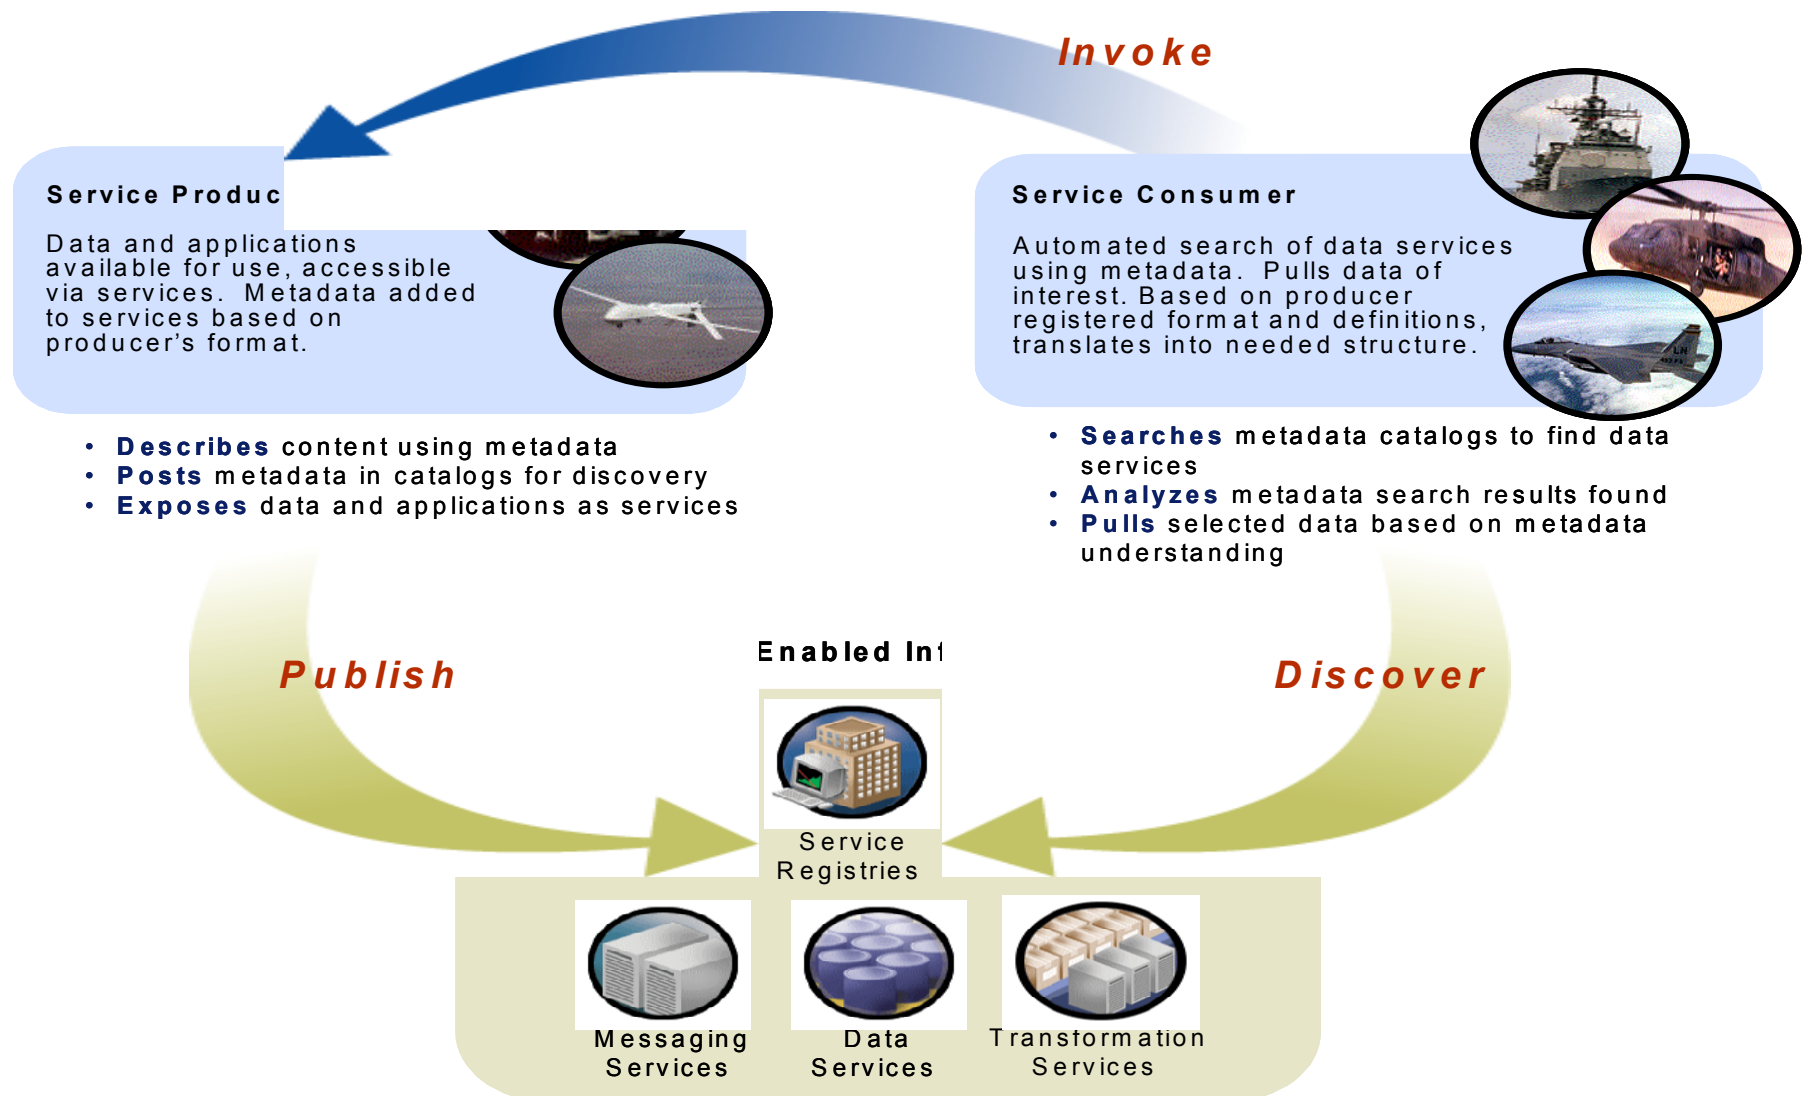 Invoke
Service Produc
Data and applications
available for use, accessible
via services. Metadata added
to services based on
producer's format.
Service Consumer
Automated search of data services
using metadata. Pulls data of
interest. Based on producer
registered format and definitions,
translates into needed structure.
• Describes content using metadata
• Posts metadata in catalogs for discovery
• Exposes data and applications as services
• Searches metadata catalogs to find data
services
• Analyzes metadata search results found
• Pulls selected data based on metadata
understanding
Publish
Enabled Inf
Discover
Service
Registries
Messaging
Services
Data
Services
Transformation
Services